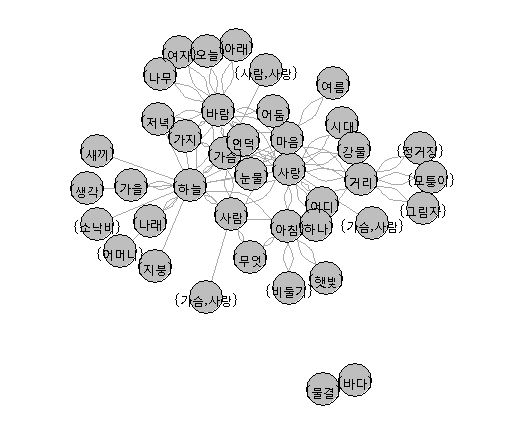 여자
오늘
아래
나무
{사람,사랑}
여름
바람
저녁
어둠
시대
가지
언덕
마음
강물
새끼
가슴
{정거장}
눈물
사랑
거리
{모퉁이}
생각
가을
하늘
여디
{그림자}
{소낙비}
나래
사람
아침
하나
{가슴,사람}
{어머니}
지붕
무엇
{비둘기}
햇빛
{가슴,사랑}
물결
바다